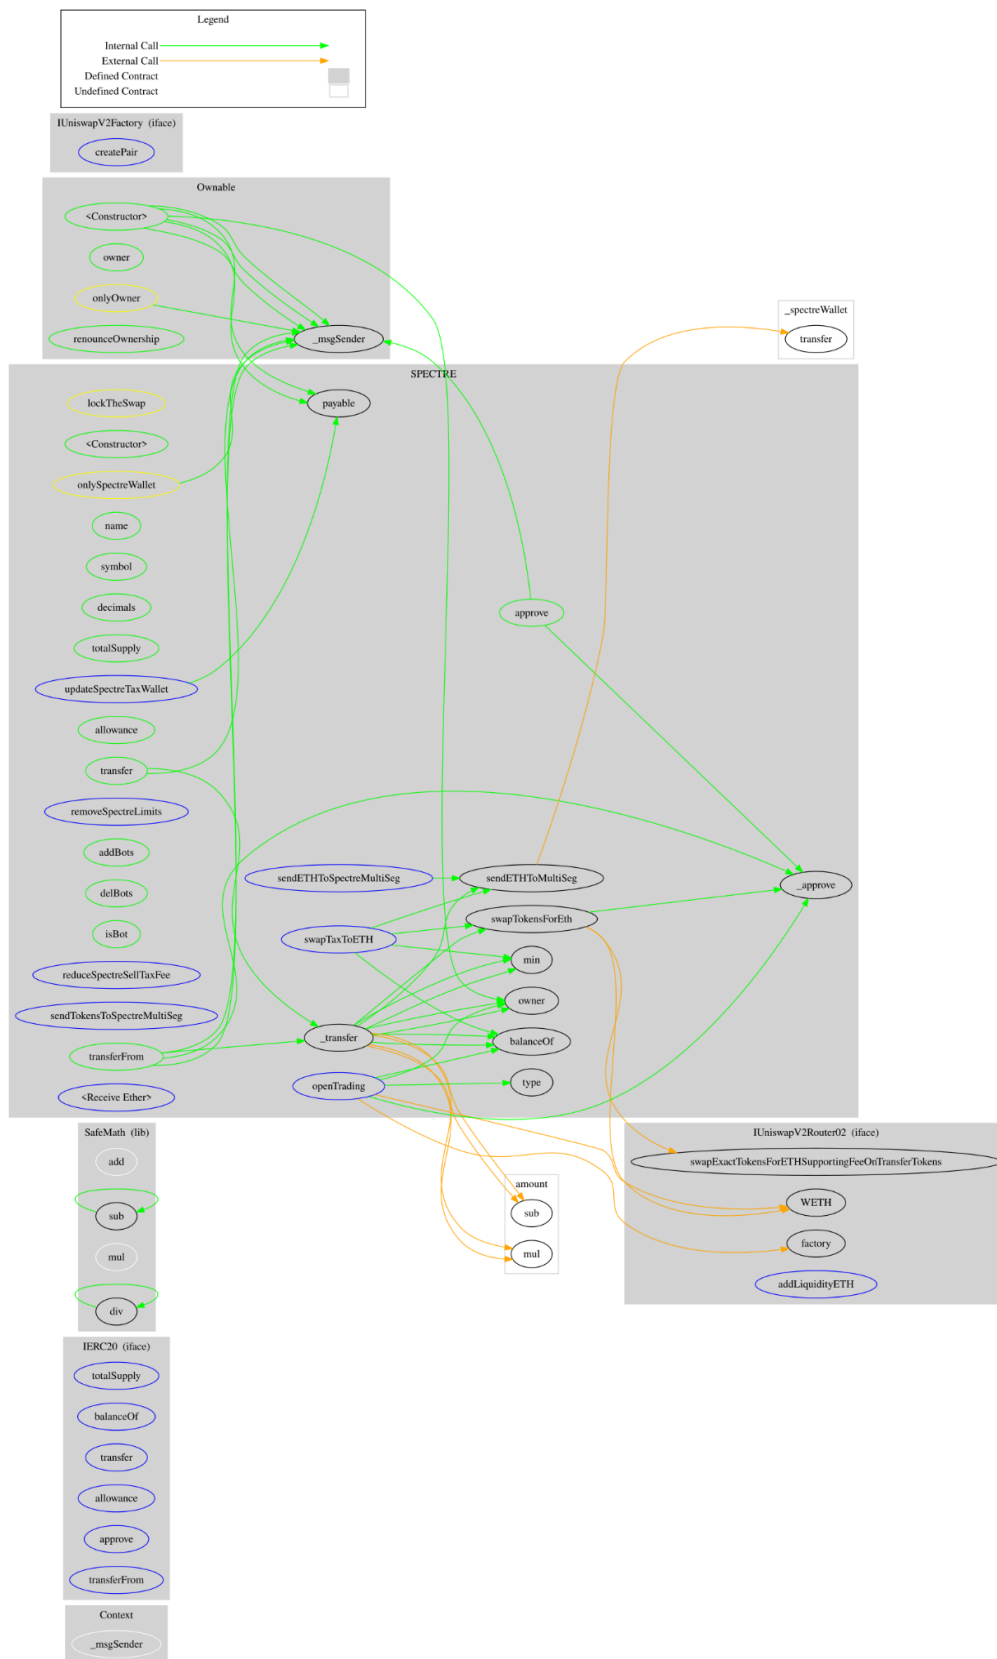 Legend
Internal Call
External Call
Defined Contract
Undefined Contract
IUniswapV2Factory (iface)
createPair
Ownable
<Constructor>
owner
onlyOwner
renounceOwnership
_msgSender
_spectreWallet
transfer
SPECTRE
lockTheSwap
payable
<Constructor>
onlySpectreWallet
name
symbol
decimals
approve
totalSupply
updateSpectreTaxWallet
allowance
transfer
removeSpectreLimits
addBots
sendETHToSpectreMultiSeg
sendETHToMultiSeg
_approve
delBots
swapTokensForEth
isBot
swapTaxToETH
min
reduceSpectreSellTaxFee
owner
sendTokensToSpectreMultiSeg
_transfer
balanceOf
transferFrom
openTrading
type
<Receive Ether>
SafeMath (lib)
add
sub
mul
div
IUniswapV2Router02 (iface)
swapExactTokensForETHSupportingFeeOnTransferTokens
WETH
factory
addLiquidityETH
amount
sub
mul
IERC20 (iface)
totalSupply
balanceOf
transfer
allowance
approve
transferFrom
Context
_msgSender